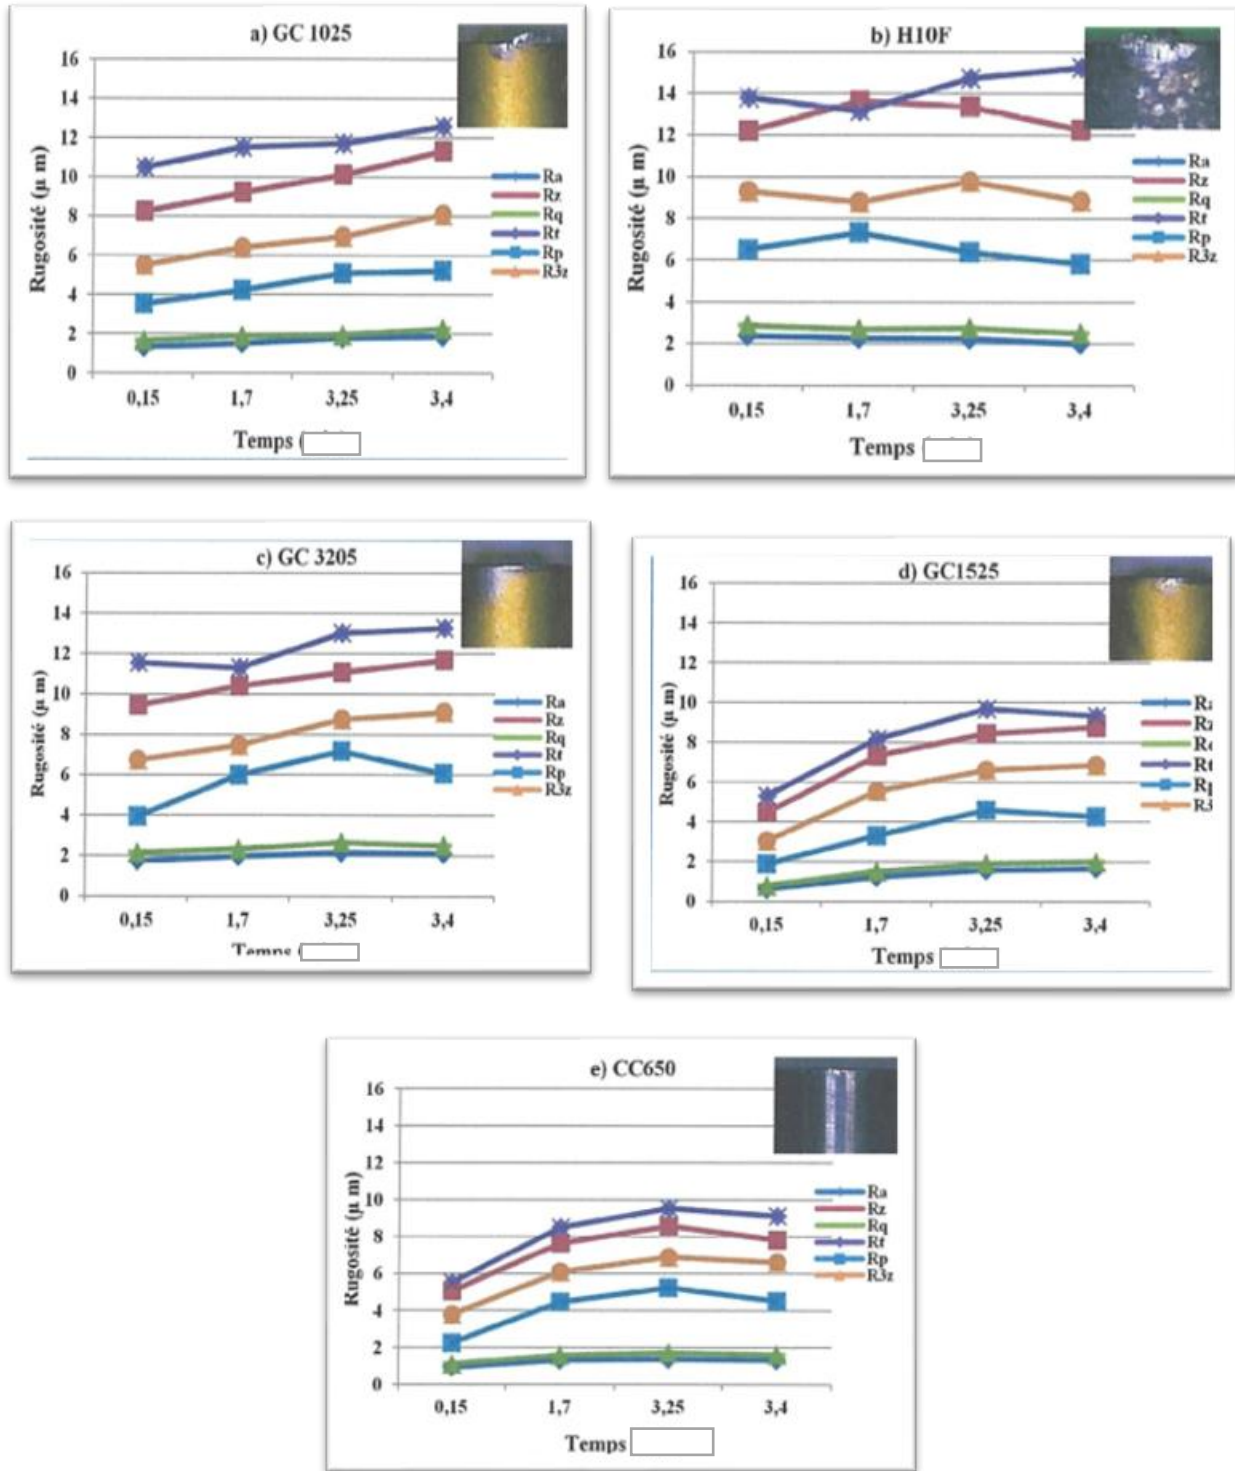 a) GC 1025
16
14
12
10
8
6
4
2
0
Rugosité (µ m)
Ra
Rz
Rq
Rt
Rp
R3z
0,15 1,7 3,25 3,4
Temps (
b) H10F
16
14
12
10
8
6
4
2
0
Rugosité (µ m)
Ra
Rz
Rq
Rt
Rp
R3z
0,15 1,7 3,25 3,4
Temps
c) GC 3205
16
14
12
10
8
6
4
2
0
Rugosité (µ m)
Ra
Rz
Rq
Rt
Rp
R3z
0,15 1,7 3,25 3,4
Temps
d) GC1525
16
14
12
10
8
6
4
2
0
Rugosité (µ m)
Rz
Rt
R3
0,15 1,7 3,25 3,4
Temps
e) CC650
16
14
12
10
8
6
4
2
0
Rugosité (µ m)
Ra
Rz
Rq
Rt
Rp
R3z
0,15 1,7 3,25 3,4
Temps